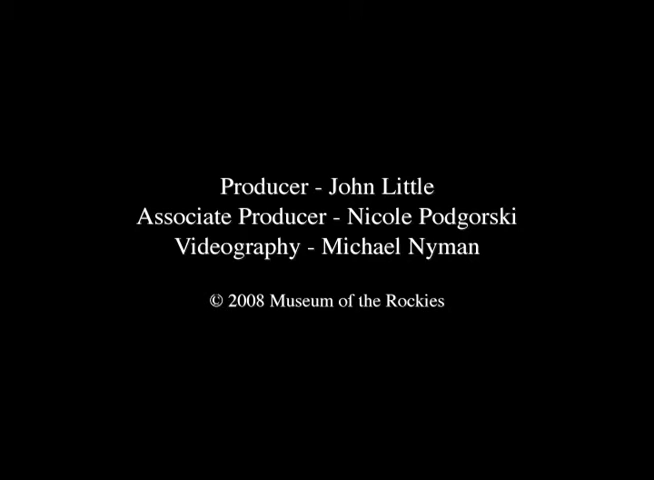 Producer - John Little
Associate Producer - Nicole Podgorski
Videography - Michael Nyman
© 2008 Museum of the Rockies